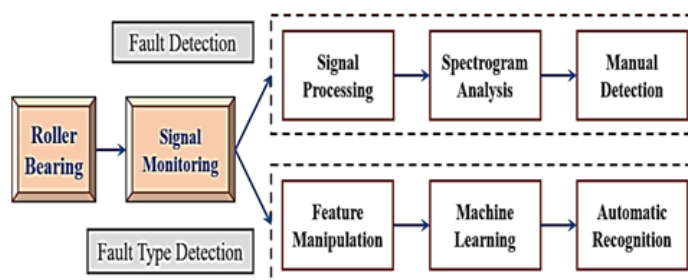 Fault Detection
Signal
Processing
Spectrogram
Analysis
Manual
Detection
Roller
Bearing
Signal
Monitoring
Feature
Manipulation
Machine
Learning
Automatic
Recognition
Fault Type Detection